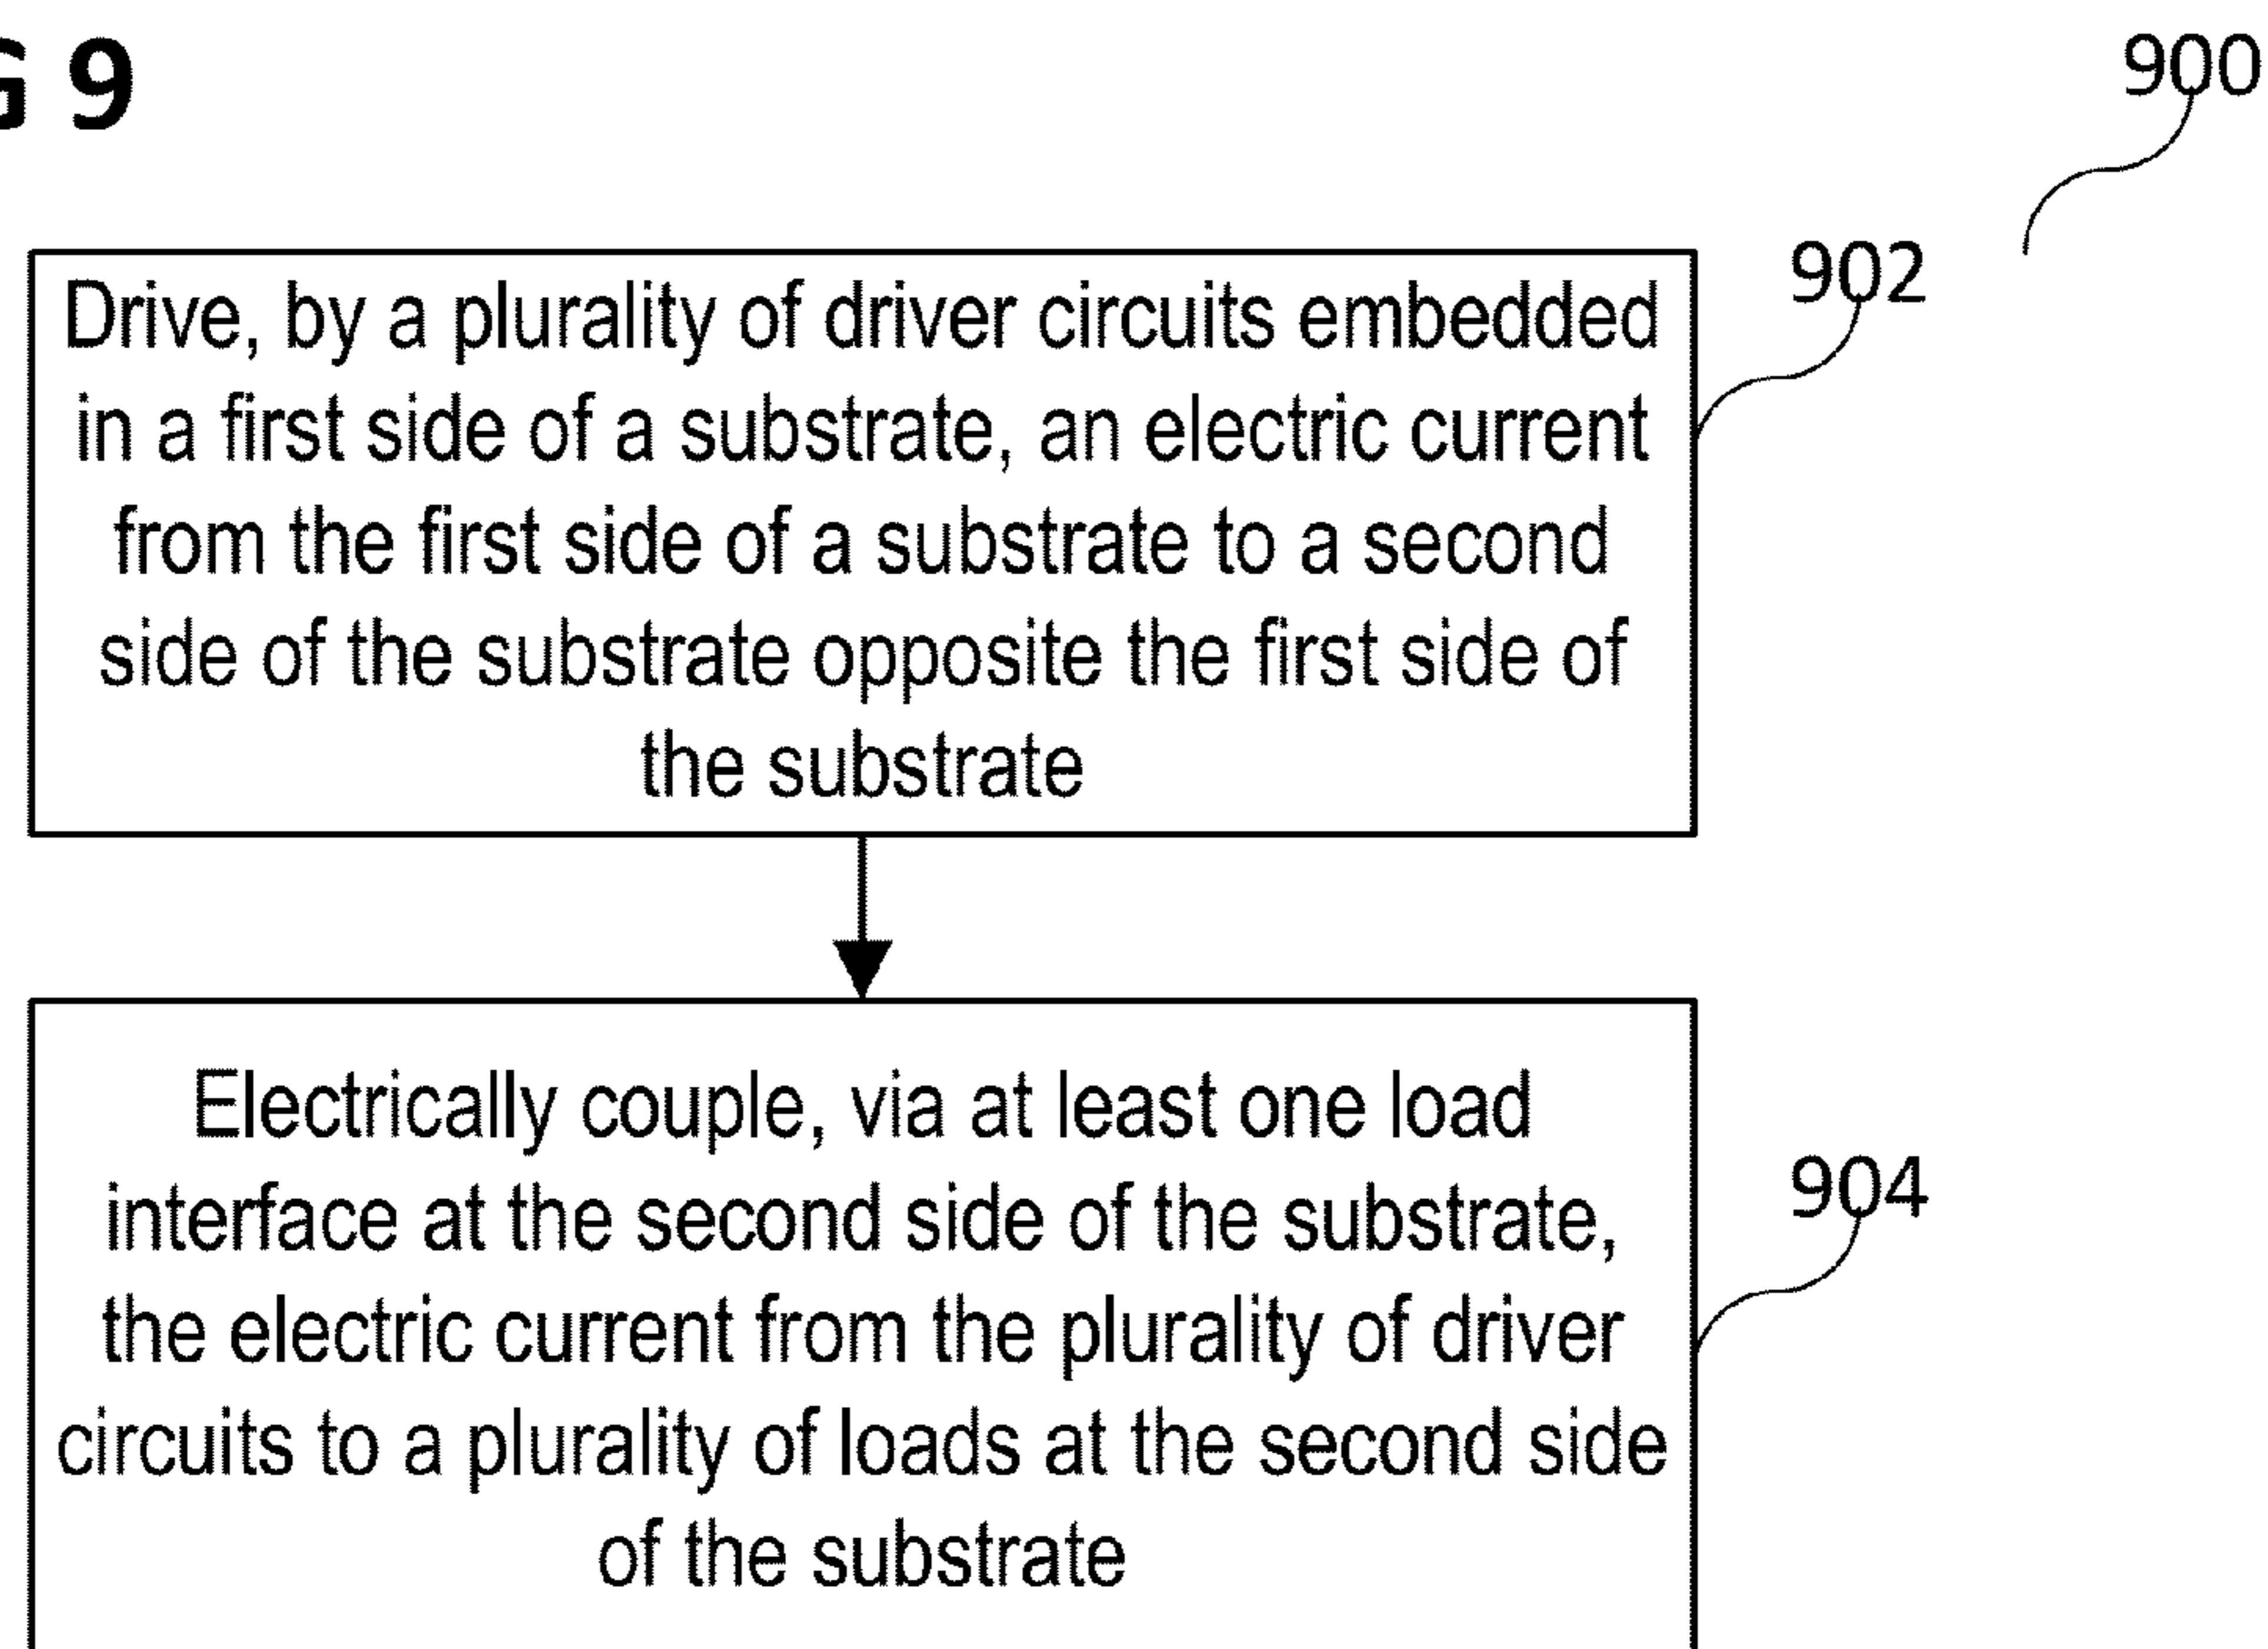 G 9
900
902
Drive, by a plurality of driver circuits embedded
in a first side of a substrate, an electric current
from the first side of a substrate to a second
side of the substrate opposite the first side of
the substrate
Electrically couple, via at least one load
interface at the second side of the substrate,
904
the electric current from the plurality of driver
circuits to a plurality of loads at the second side
of the substrate